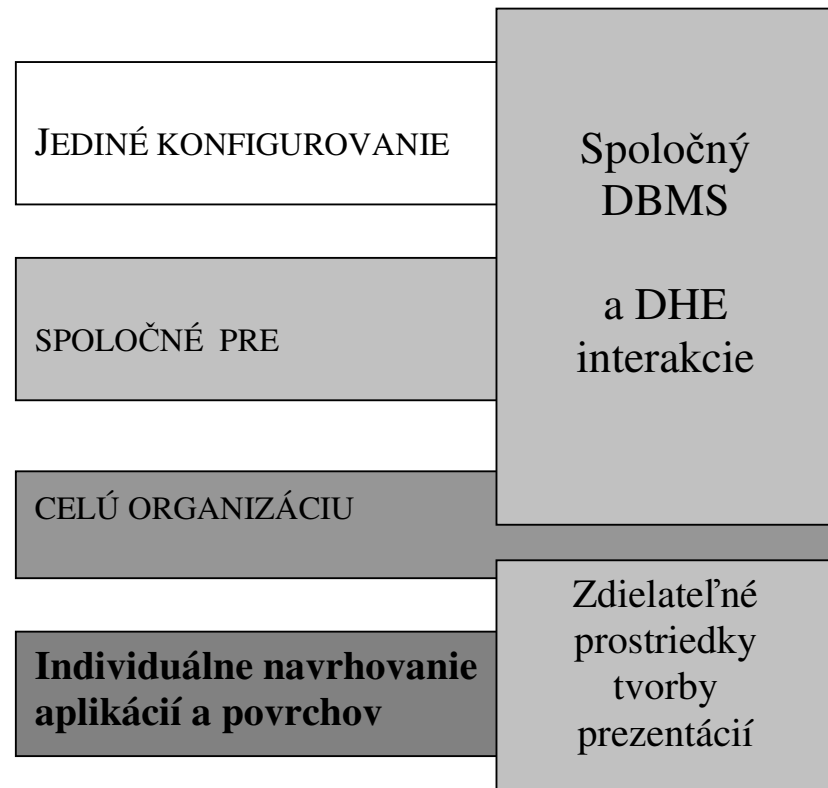 JEDINÉ KONFIGUROVANIE
SPOLOČNÉ PRE
CELÚ ORGANIZÁCIU
Individuálne navrhovanie
aplikácií a povrchov
Spoločný
DBMS
a DHE
interakcie
Zdielateľné
prostriedky
tvorby
prezentácií